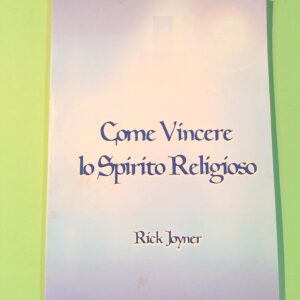 Come Vincere
lo Spirito Religioso
Rick Joyner